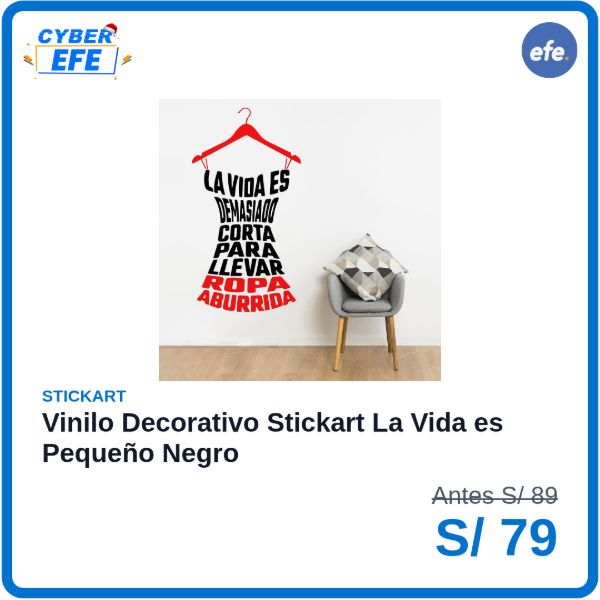 CYBER
EFE
efe.
LA VIDA ES
DEMASIADO
CORTA
PARA
LLEVAR
ROPA
ABURRIDA
STICKART
Vinilo Decorativo Stickart La Vida es
Pequeño Negro
Antes S/ 89
S/ 79